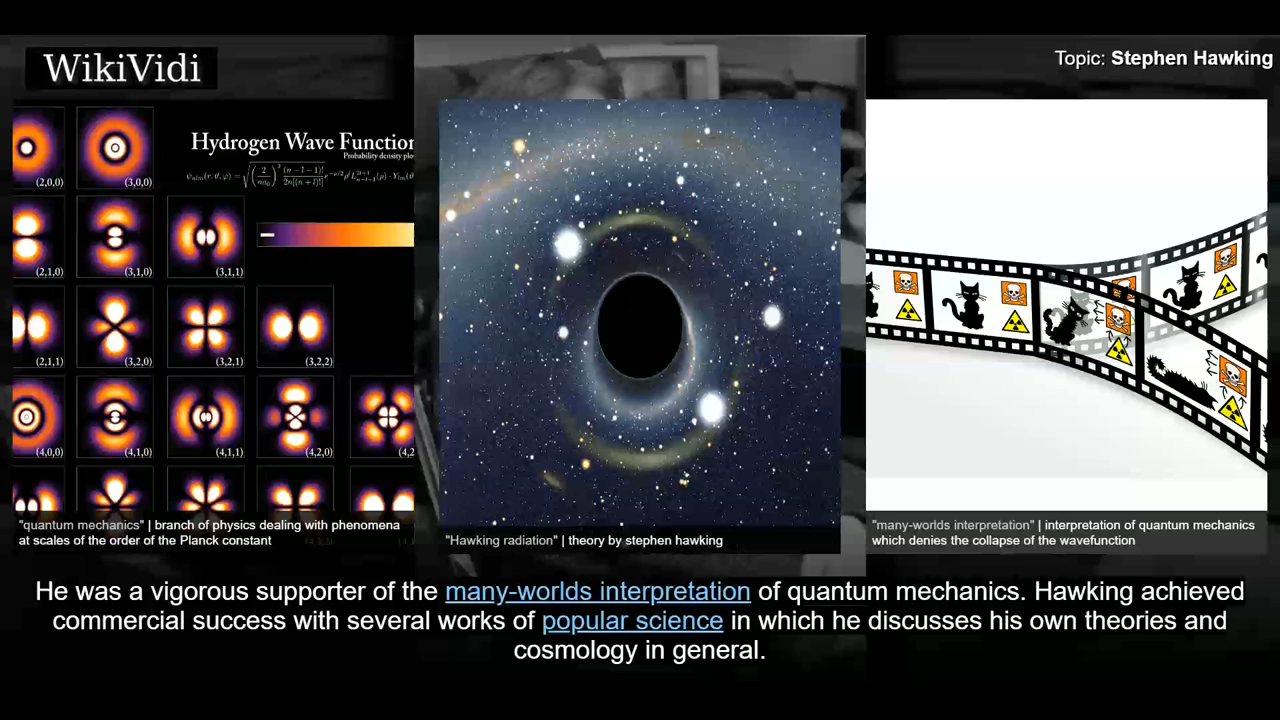 WikiVidi
Topic: Stephen Hawking
Hydrogen Wave Function
Probability density plo
(2,0,0)
(3,0,0)
(2,1,0)
(3,1,0)
(3,1,1)
(2,1,1)
(3,2,0)
(3,2,1)
(3,2,2)
(4,0,0)
(4,1,0)
(4,1,1)
(4,2,0)
(4,2
"quantum mechanics" | branch of physics dealing with phenomena
at scales of the order of the Planck constant
"Hawking radiation" | theory by stephen hawking
"many-worlds interpretation" | interpretation of quantum mechanics
which denies the collapse of the wavefunction
He was a vigorous supporter of the many-worlds interpretation of quantum mechanics. Hawking achieved
commercial success with several works of popular science in which he discusses his own theories and
cosmology in general.